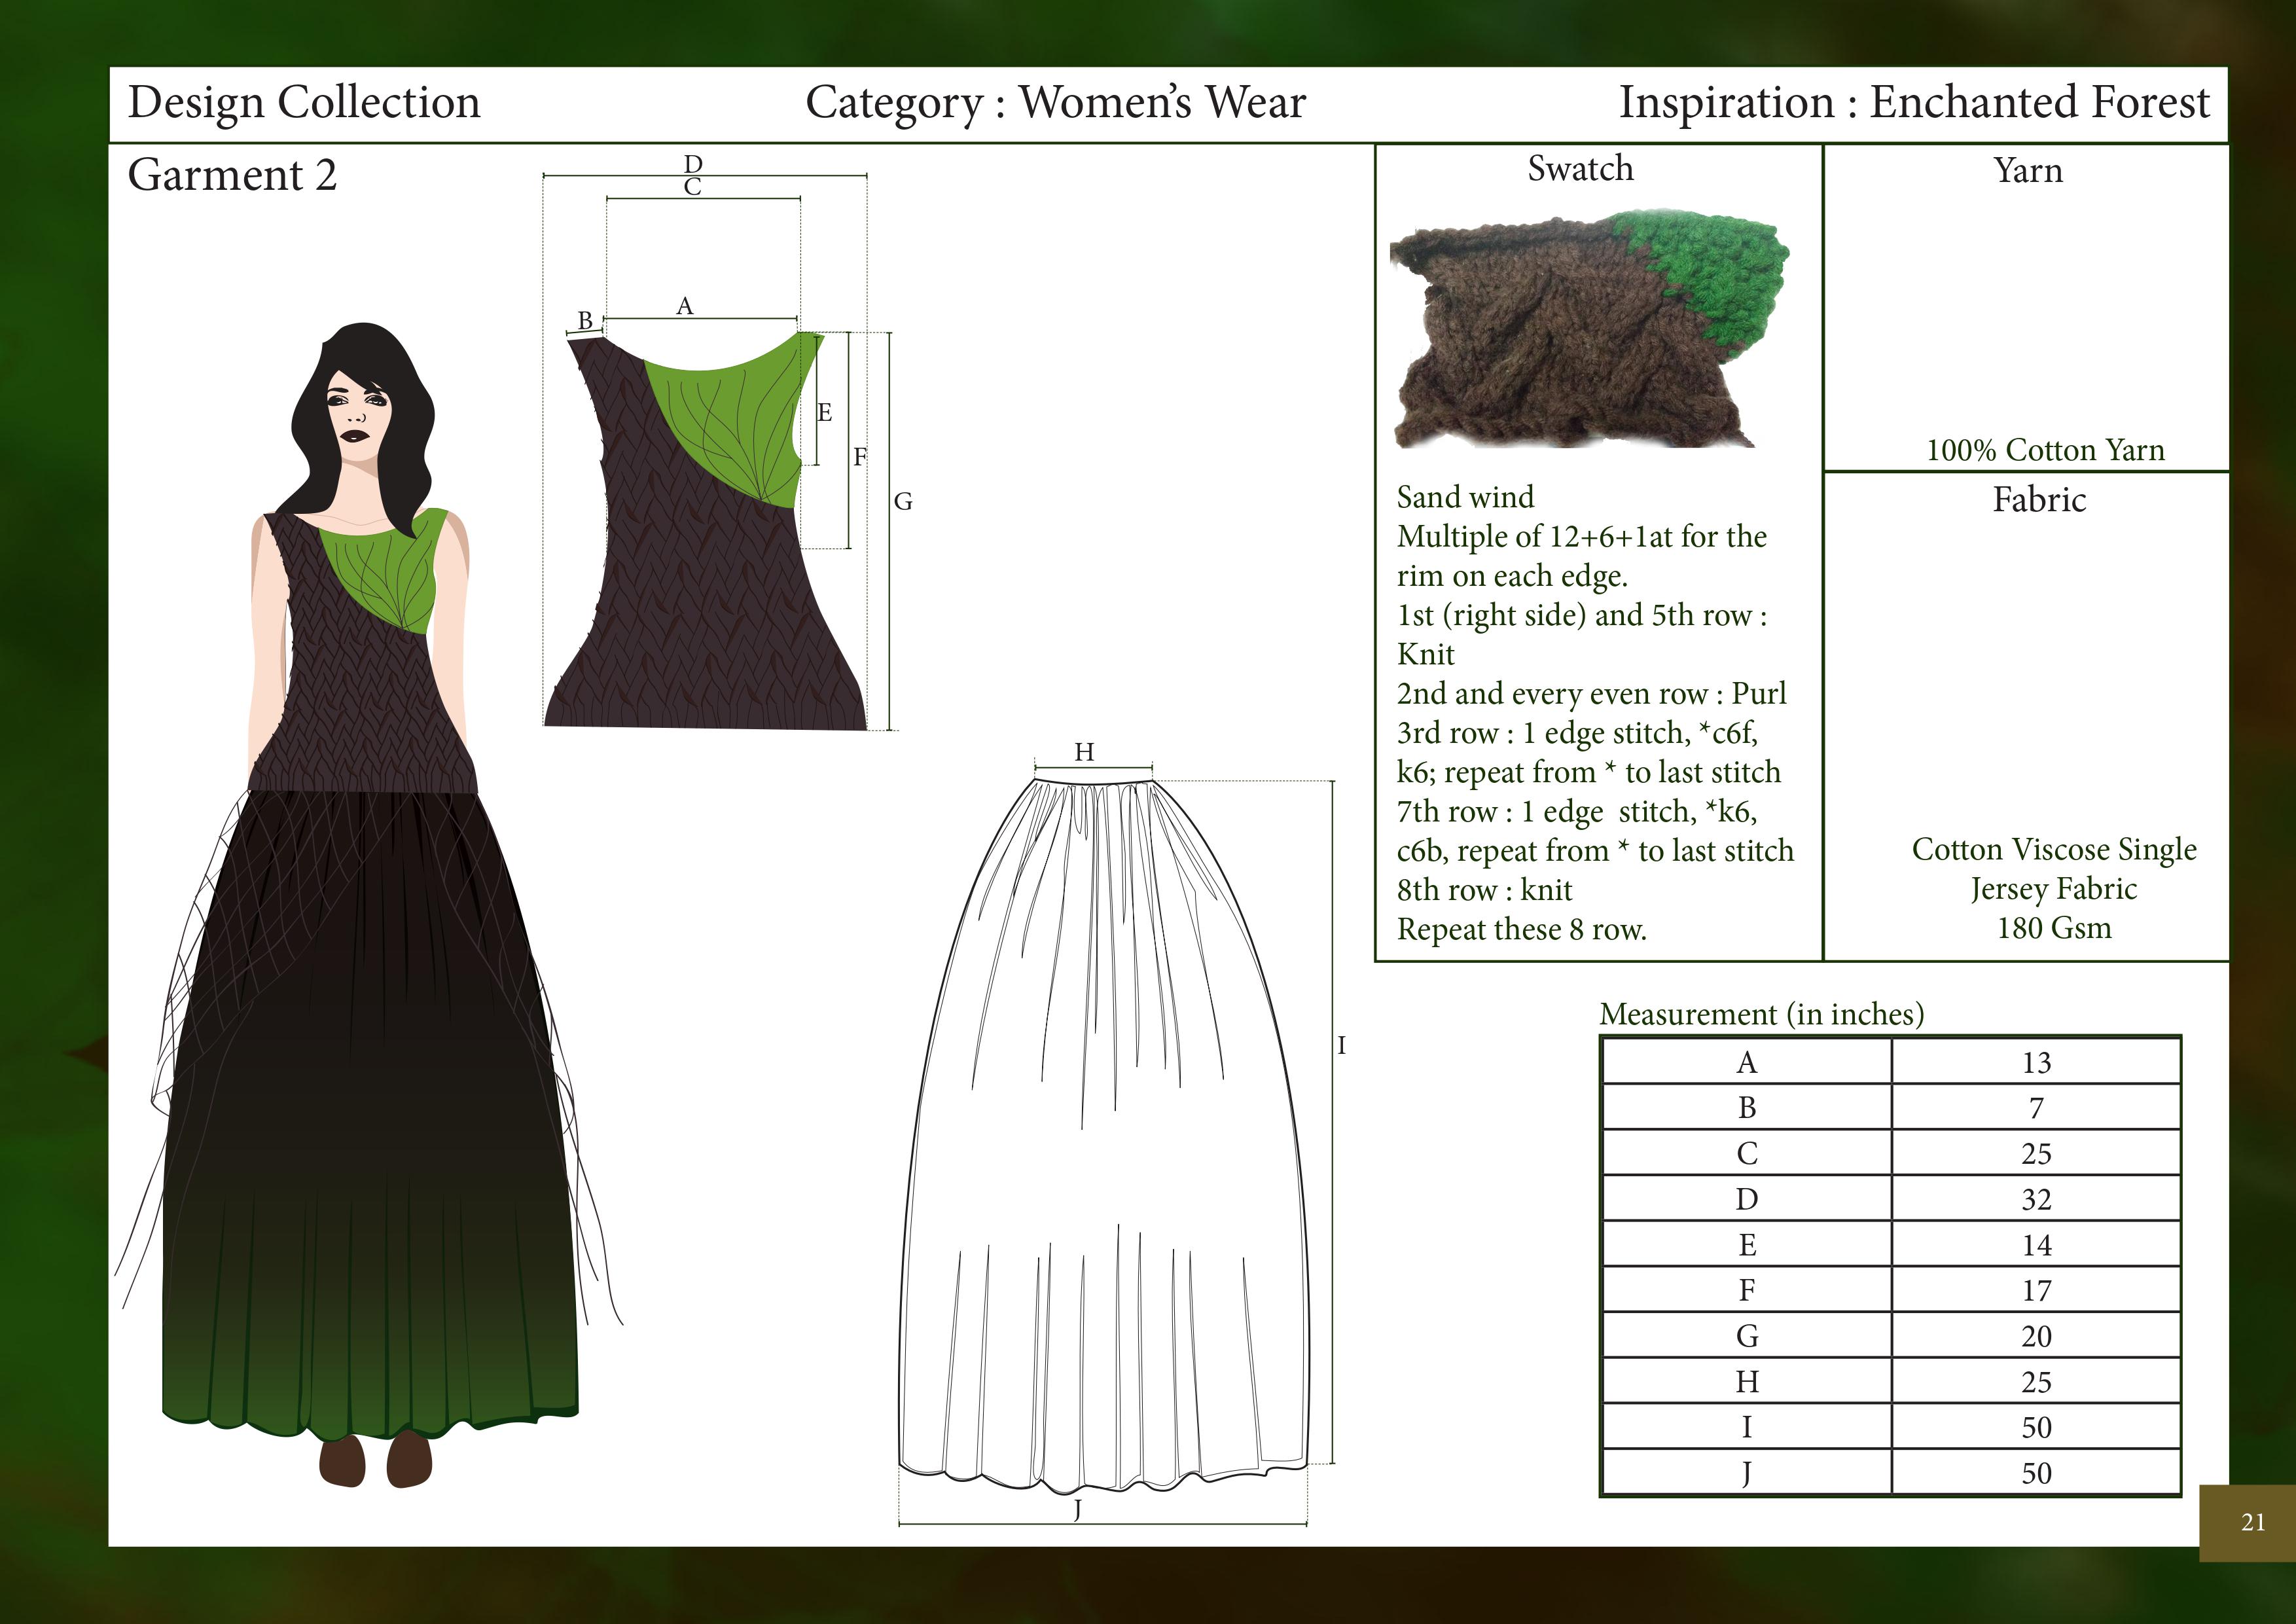 Design Collection
Category : Women's Wear
Inspiration : Enchanted Forest
Garment 2
D
C
A
B
E
F
G
H
I
J
Swatch
Sand wind
Multiple of 12+6+1at for the
rim on each edge.
1st (right side) and 5th row :
Knit
2nd and every even row : Purl
3rd row : 1 edge stitch, *c6f,
k6; repeat from * to last stitch
7th row : 1 edge  stitch, *k6,
c6b, repeat from * to last stitch
8th row : knit
Repeat these 8 row.
Yarn
100% Cotton Yarn
Fabric
Cotton Viscose Single
Jersey Fabric
180 Gsm
Measurement (in inches)
A 13
B 7
C 25
D 32
E 14
F 17
G 20
H 25
I 50
J 50
21